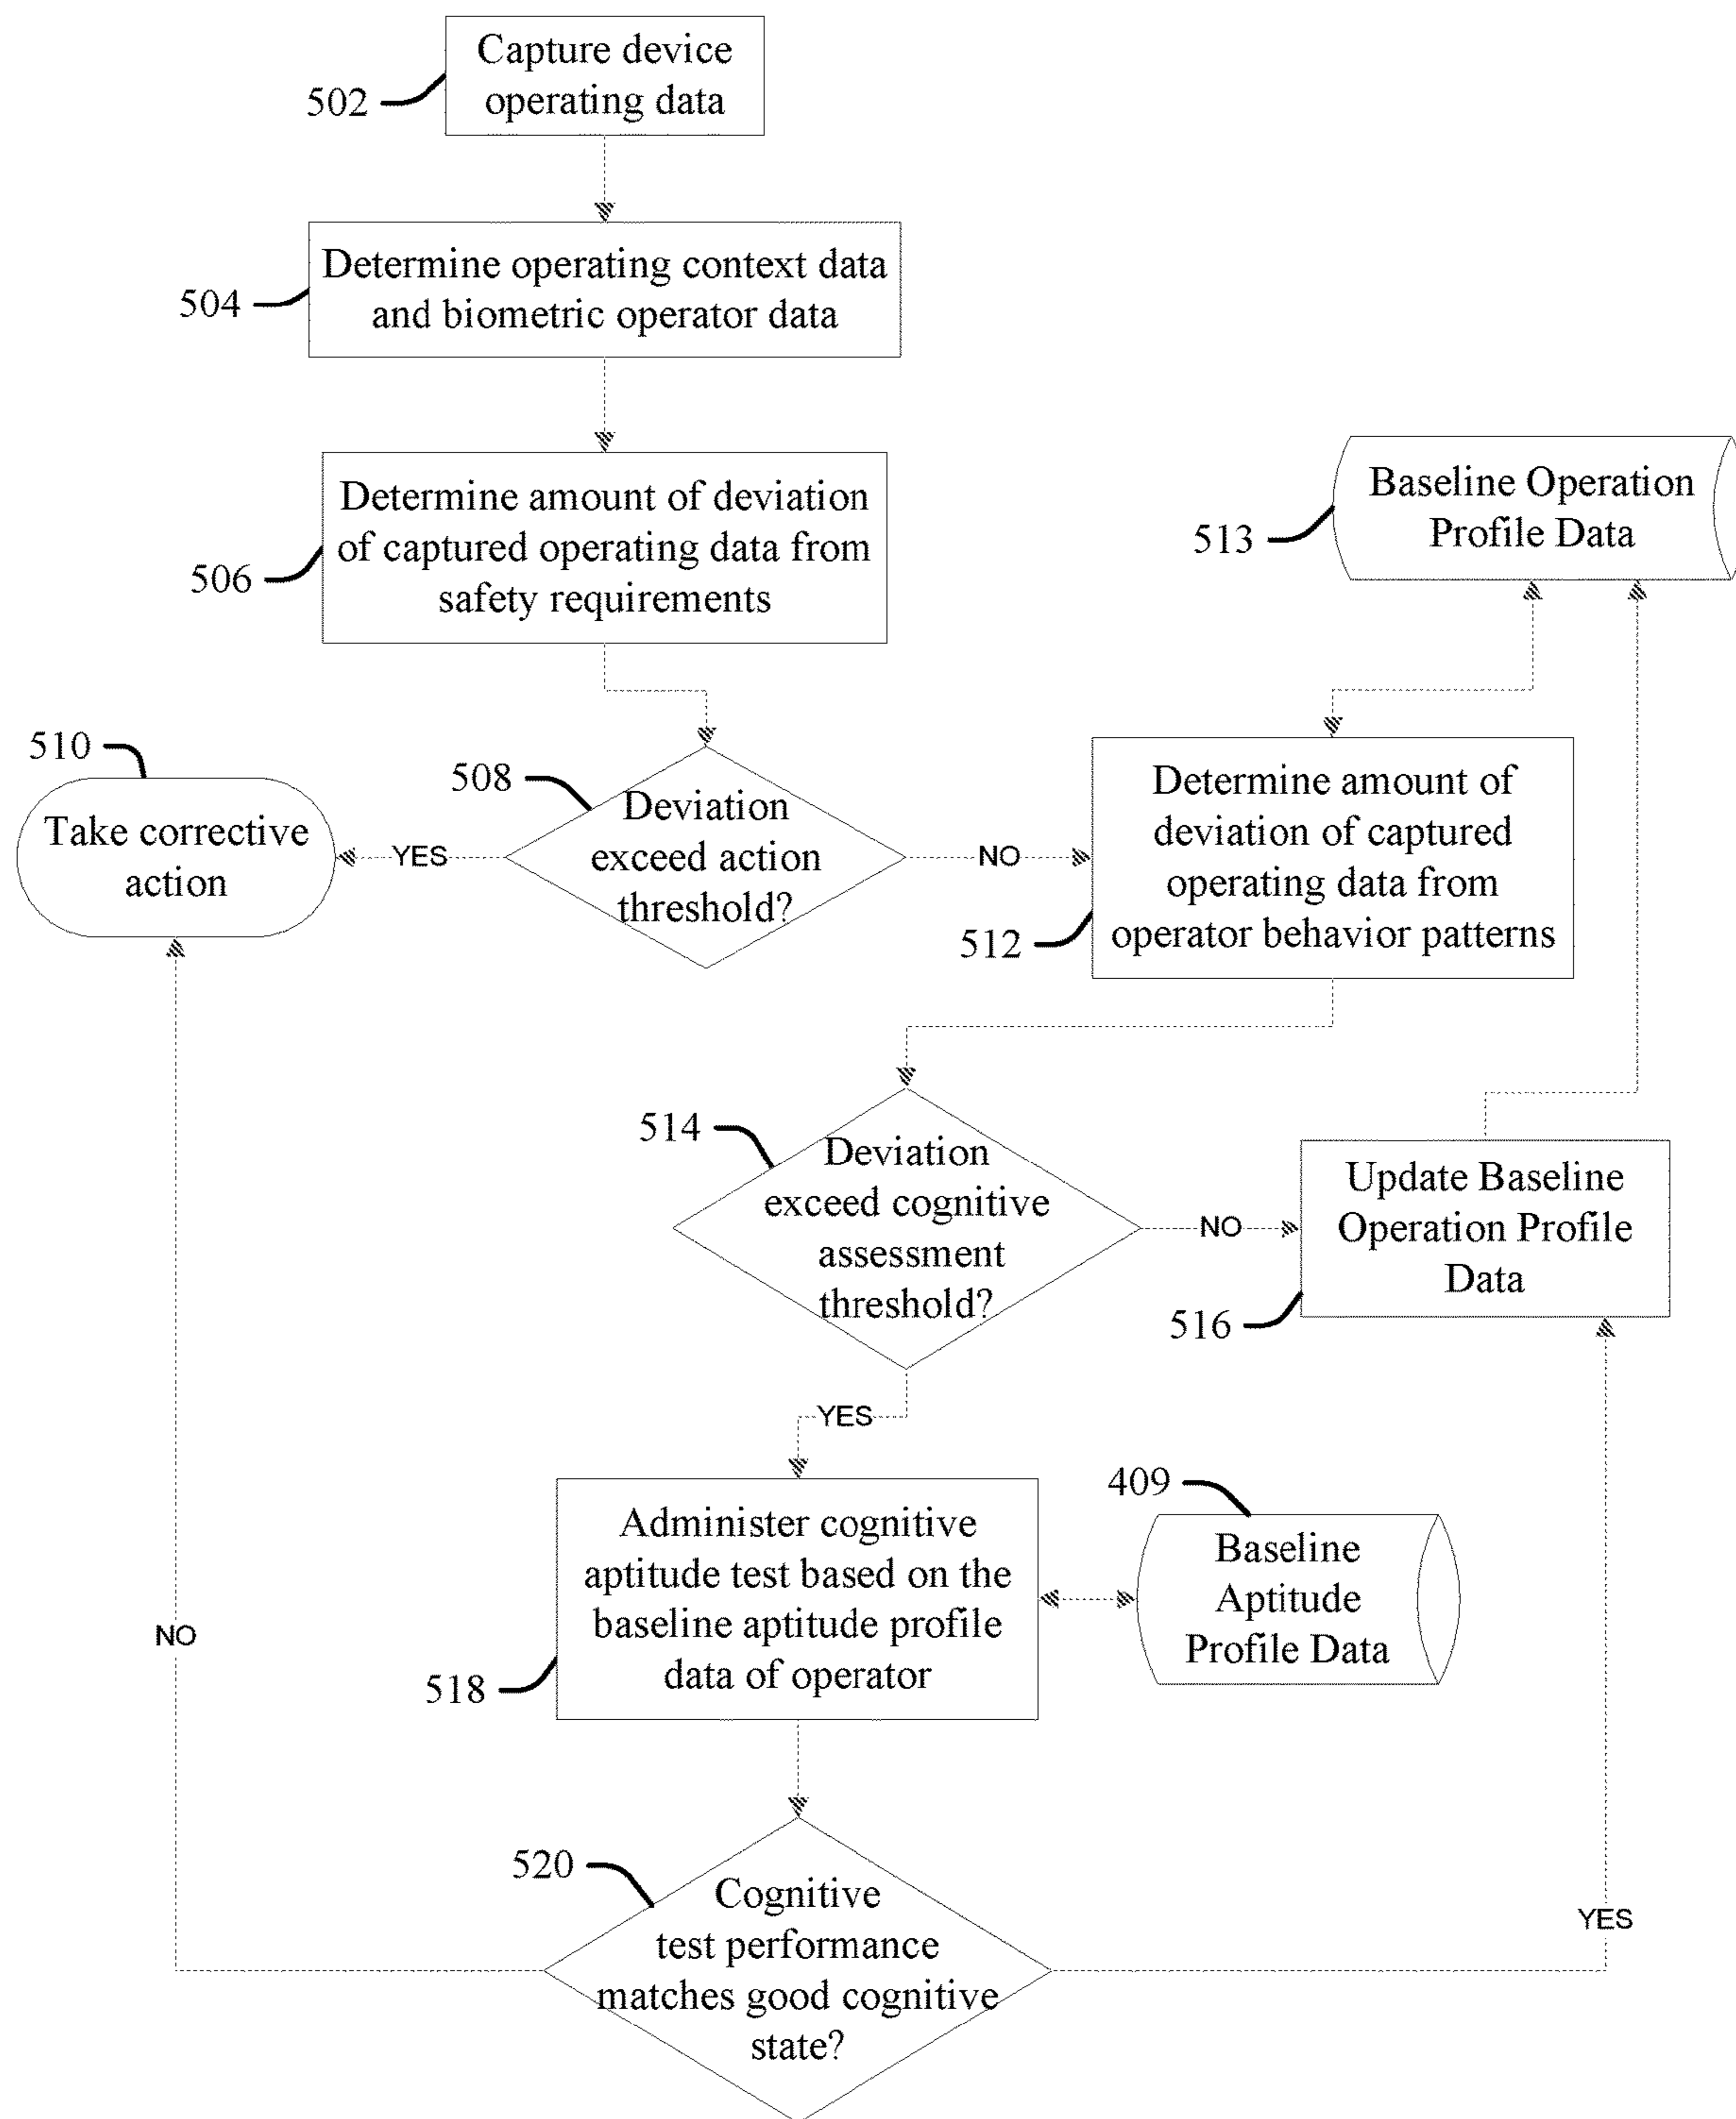 Capture device
operating data
502
Determine operating context data
and biometric operator data
504
Determine amount of deviation
of captured operating data from
safety requirements
506
Baseline Operation
Profile Data
513
510
Take corrective
action
YES
508
Deviation
exceed action
threshold?
NO
Determine amount of
deviation of captured
operating data from
operator behavior patterns
512
514
Deviation
exceed cognitive
assessment
threshold?
NO
Update Baseline
Operation Profile
Data
516
YES
Administer cognitive
aptitude test based on the
baseline aptitude profile
data of operator
518
409
Baseline
Aptitude
Profile Data
NO
520
Cognitive
test performance
matches good cognitive
state?
YES